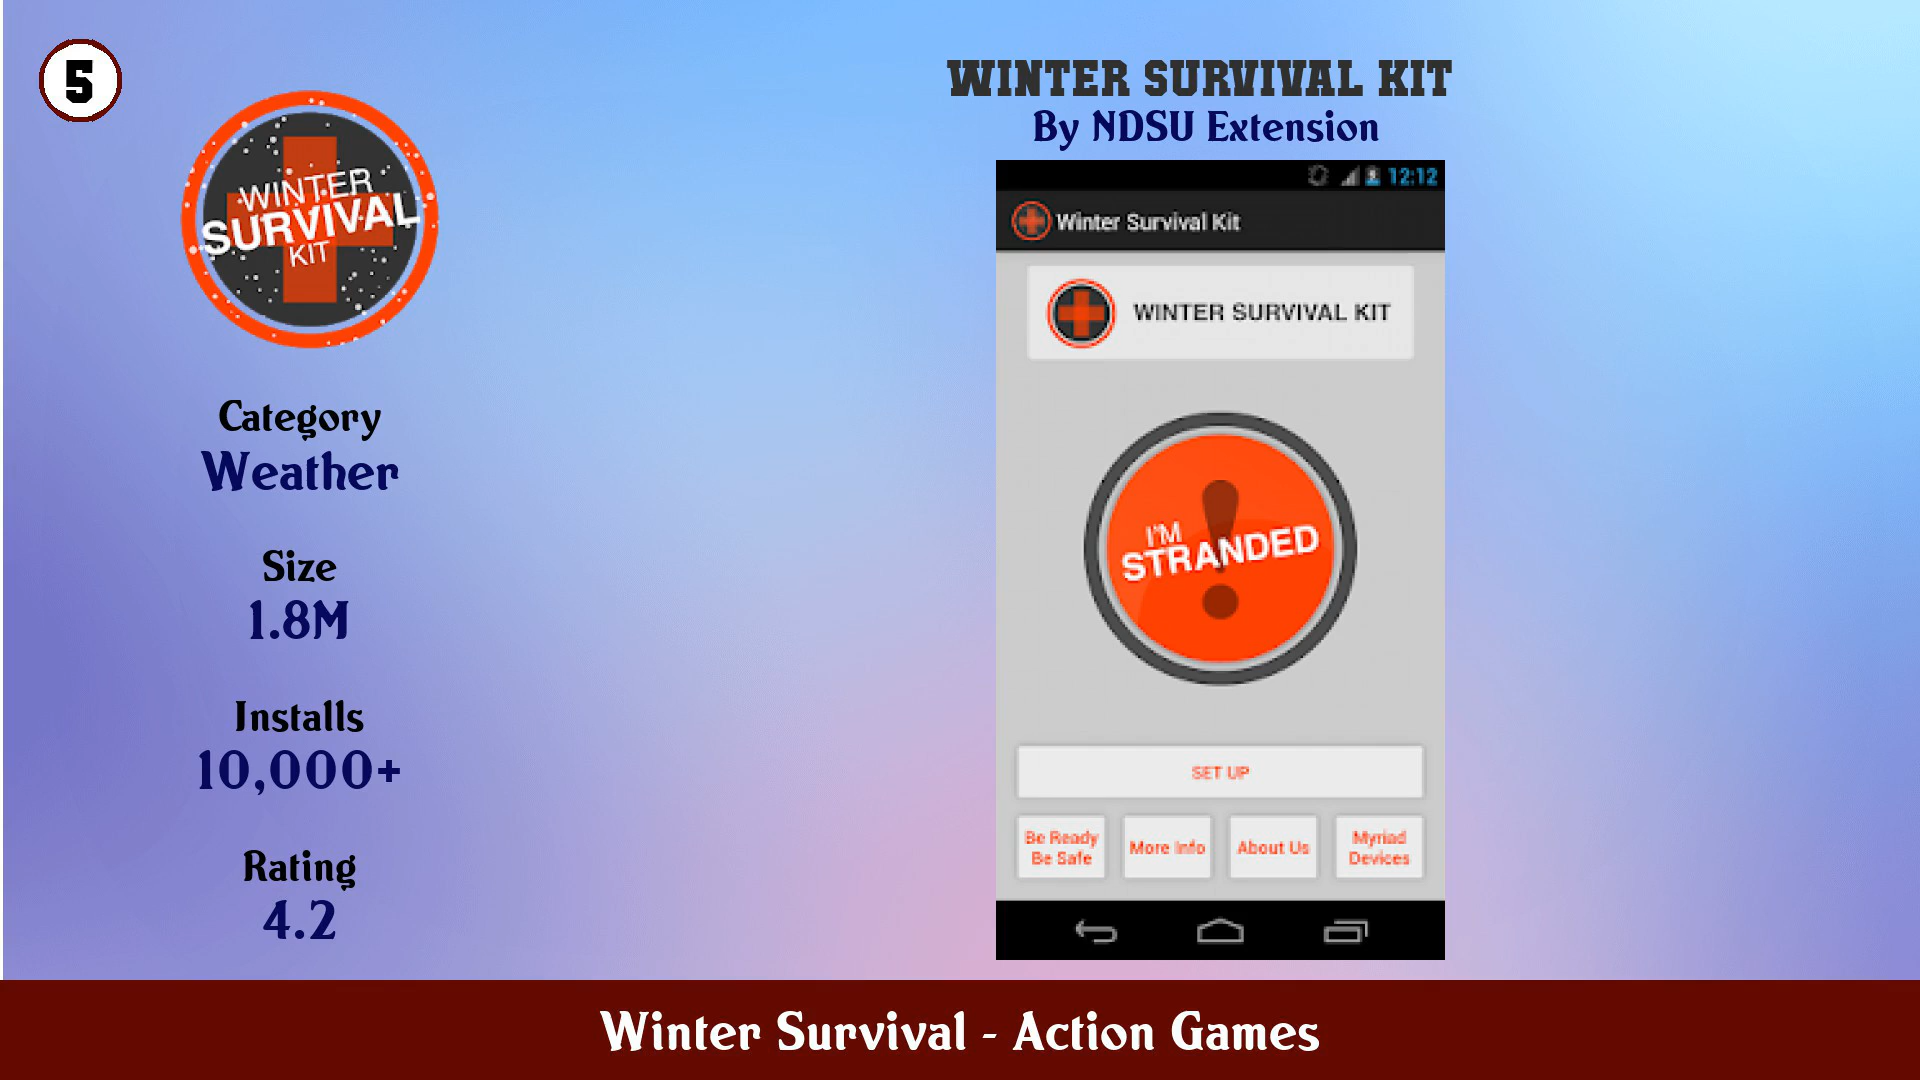 5
WINTER
SURVIVAL
KIT
Category
Weather
Size
1.8M
Installs
10,000+
Rating
4.2
WINTER SURVIVAL KIT
By NDSU Extension
12:12
Winter Survival Kit
WINTER SURVIVAL KIT
I'M
STRANDED
SET UP
Be Ready
Be Safe
More Info
About Us
Myriad
Devices
Winter Survival - Action Games